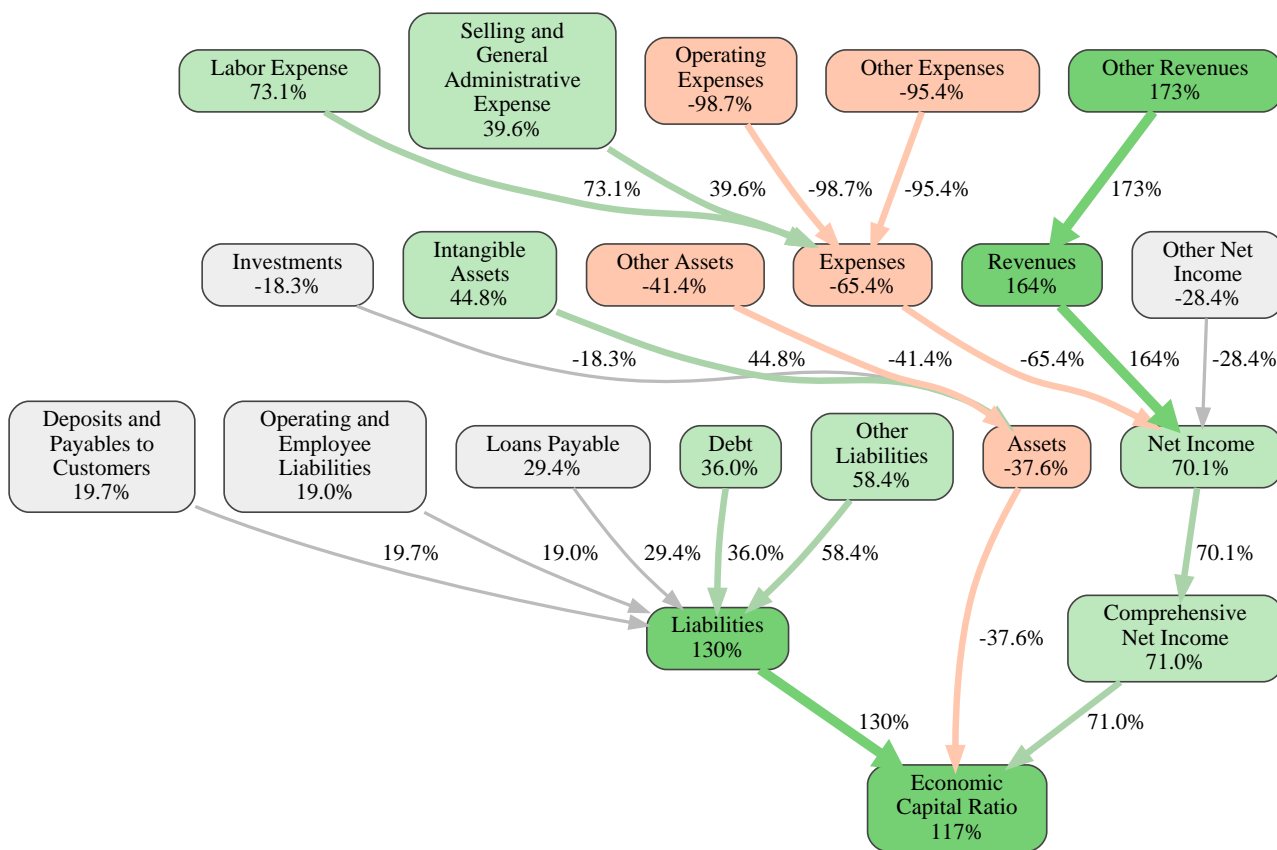 Labor Expense
73.1%
Selling and
General
Administrative
Expense
39.6%
Operating
Expenses
-98.7%
Other Expenses
-95.4%
Other Revenues
173%
73.1%
39.6%
-98.7%
-95.4%
173%
Investments
-18.3%
Intangible
Assets
44.8%
Other Assets
-41.4%
Expenses
-65.4%
Revenues
164%
Other Net
Income
-28.4%
-18.3%
44.8%
-41.4%
-65.4%
164%
-28.4%
Deposits and
Payables to
Customers
19.7%
Operating and
Employee
Liabilities
19.0%
Loans Payable
29.4%
Debt
36.0%
Other
Liabilities
58.4%
Assets
-37.6%
Net Income
70.1%
19.7%
19.0%
29.4%
36.0%
58.4%
70.1%
Liabilities
130%
-37.6%
Comprehensive
Net Income
71.0%
130%
71.0%
Economic
Capital Ratio
117%